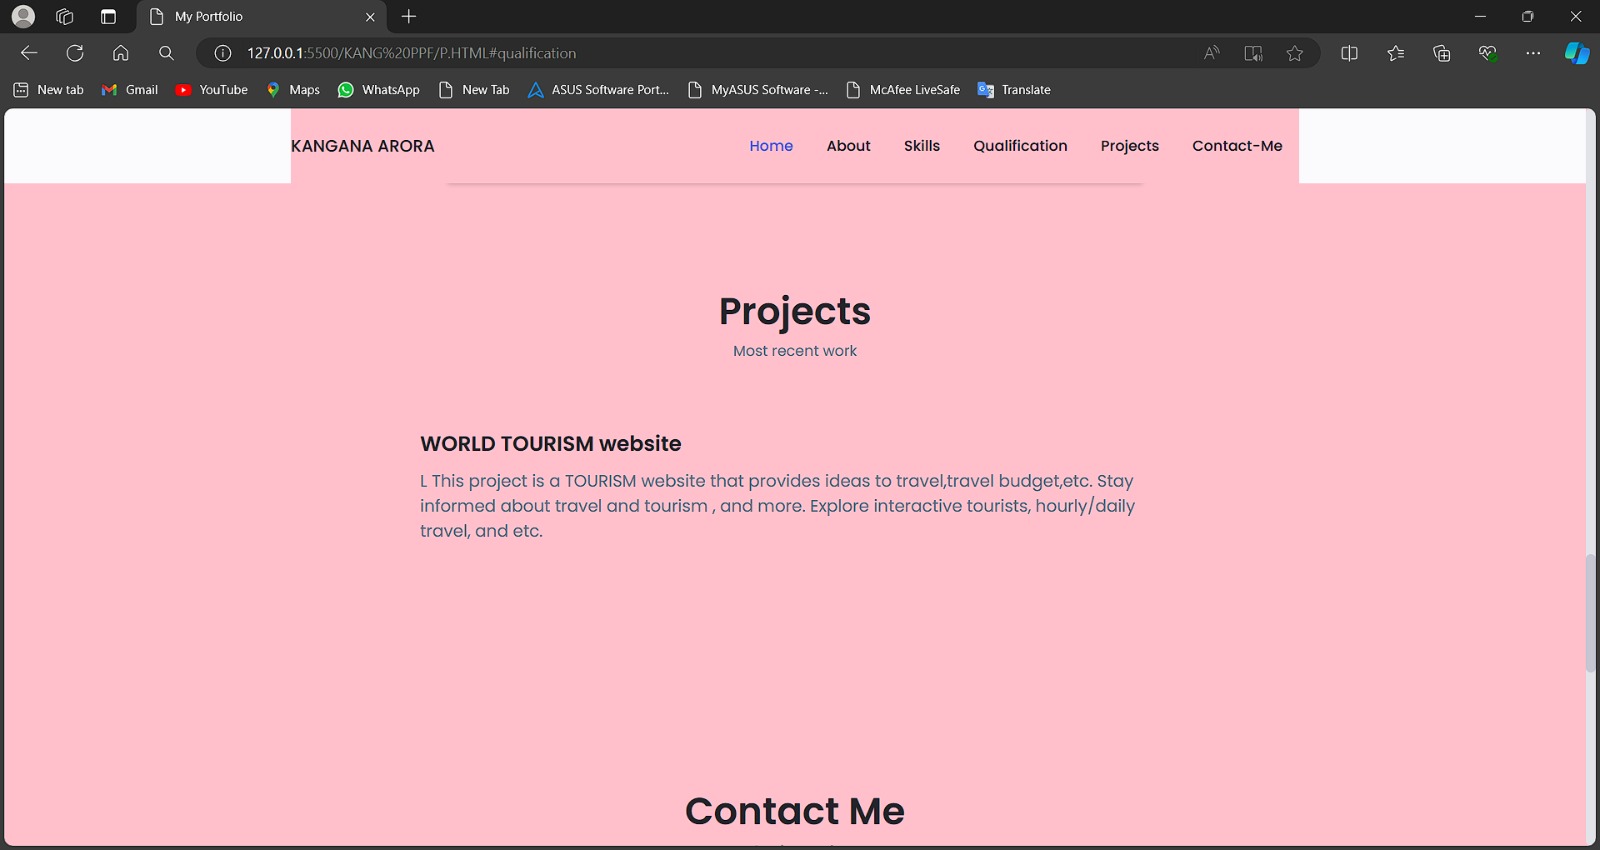 My Portfolio
127.0.0.1:5500/KANG%20PPF/P.HTML#qualification
New tab Gmail YouTube Maps WhatsApp New Tab ASUS Software Port... MyASUS Software -... McAfee LiveSafe Translate
KANGANA ARORA Home About Skills Qualification Projects Contact-Me
Projects
Most recent work
WORLD TOURISM website
L This project is a TOURISM website that provides ideas to travel,travel budget,etc. Stay
informed about travel and tourism , and more. Explore interactive tourists, hourly/daily
travel, and etc.
Contact Me